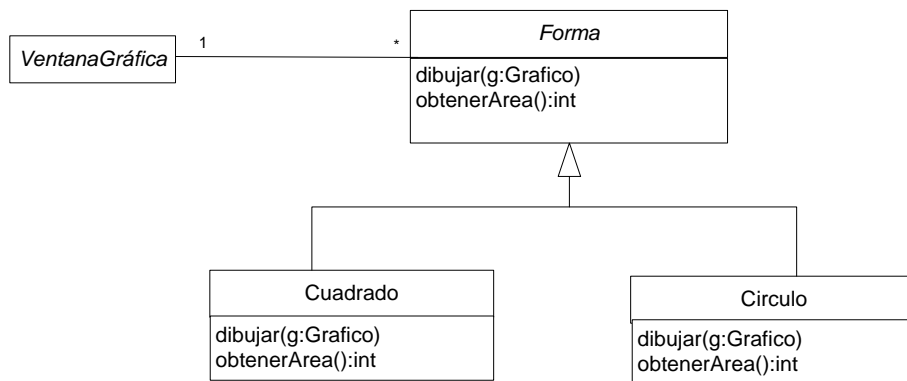 Forma
VentanaGráfica
1
*
dibujar(g:Grafico)
obtenerArea():int
Cuadrado
dibujar(g:Grafico)
obtenerArea():int
Circulo
dibujar(g:Grafico)
obtenerArea():int